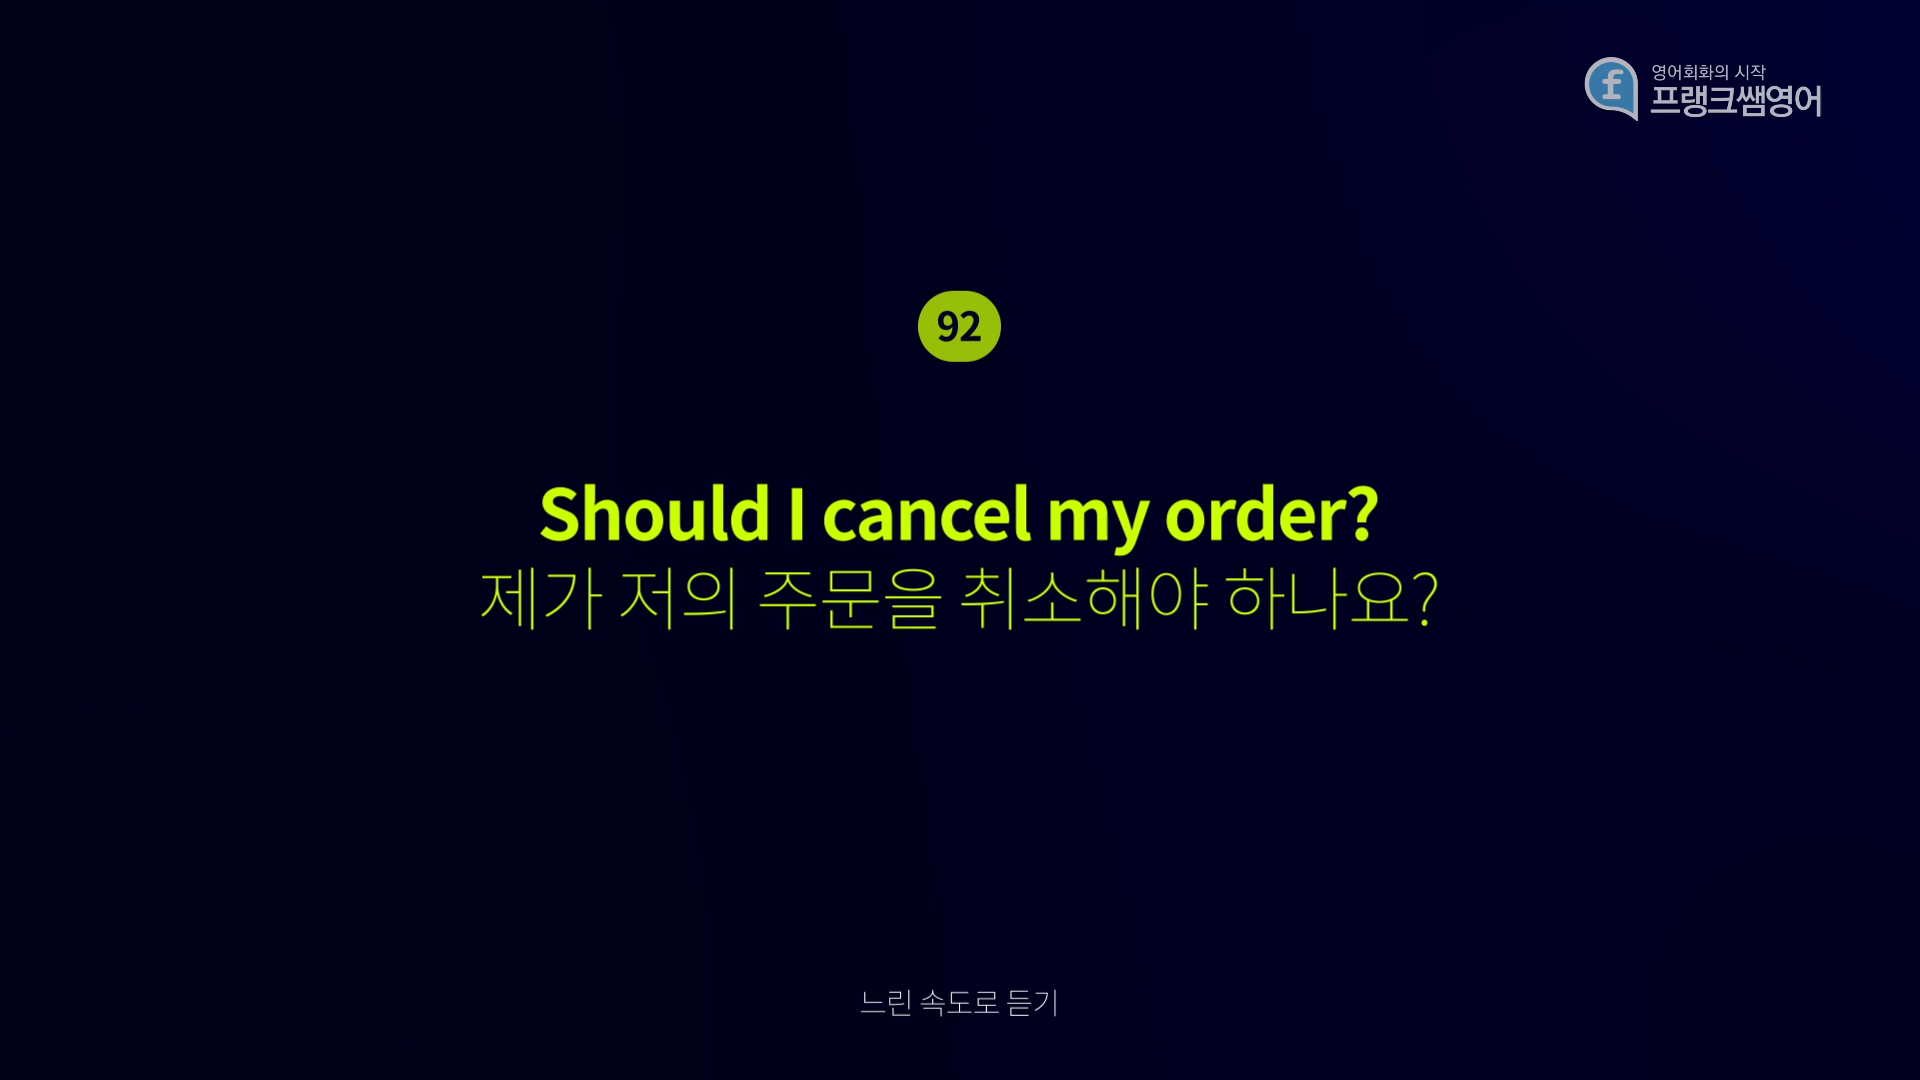 f
영어회화의 시작
프랭크쌤영어
92
Should I cancel my order?
제가 저의 주문을 취소해야 하나요?
느린 속도로 듣기